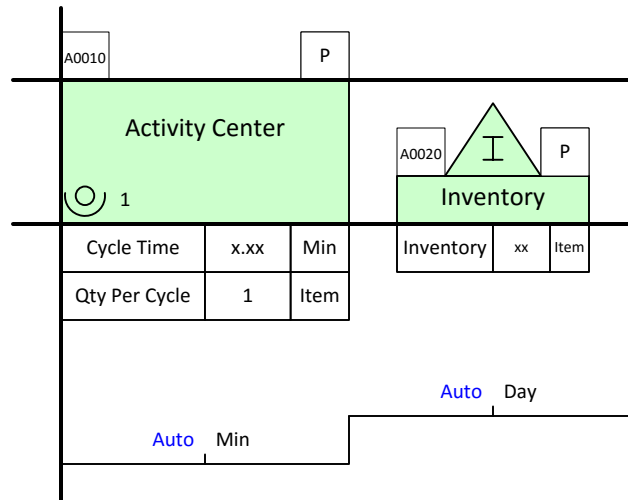 A0010
P
Activity Center
1
A0020
I
P
Inventory
Cycle Time x.xx Min
Qty Per Cycle 1 Item
Inventory xx Item
Auto Day
Auto Min